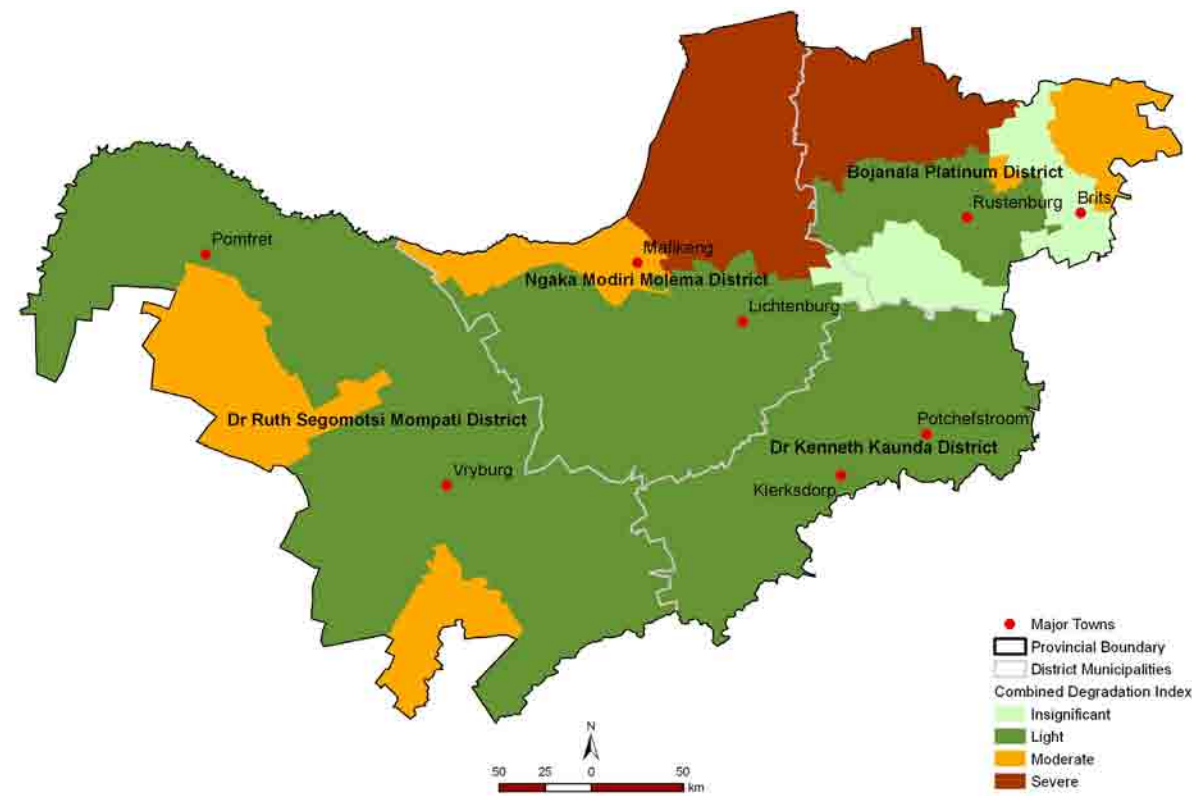 Bojanala Platinum District
Rustenburg
Brits
Pomfret
Mafikeng
Ngaka Modiri Molema District
Lichtenburg
Dr Ruth Segomotsi Mompati District
Potchefstroom
Dr Kenneth Kaunda District
Vryburg
Klerksdorp
Major Towns
Provincial Boundary
District Municipalities
Combined Degradation Index
Insignificant
Light
Moderate
Severe
N
50 25 0 50
km